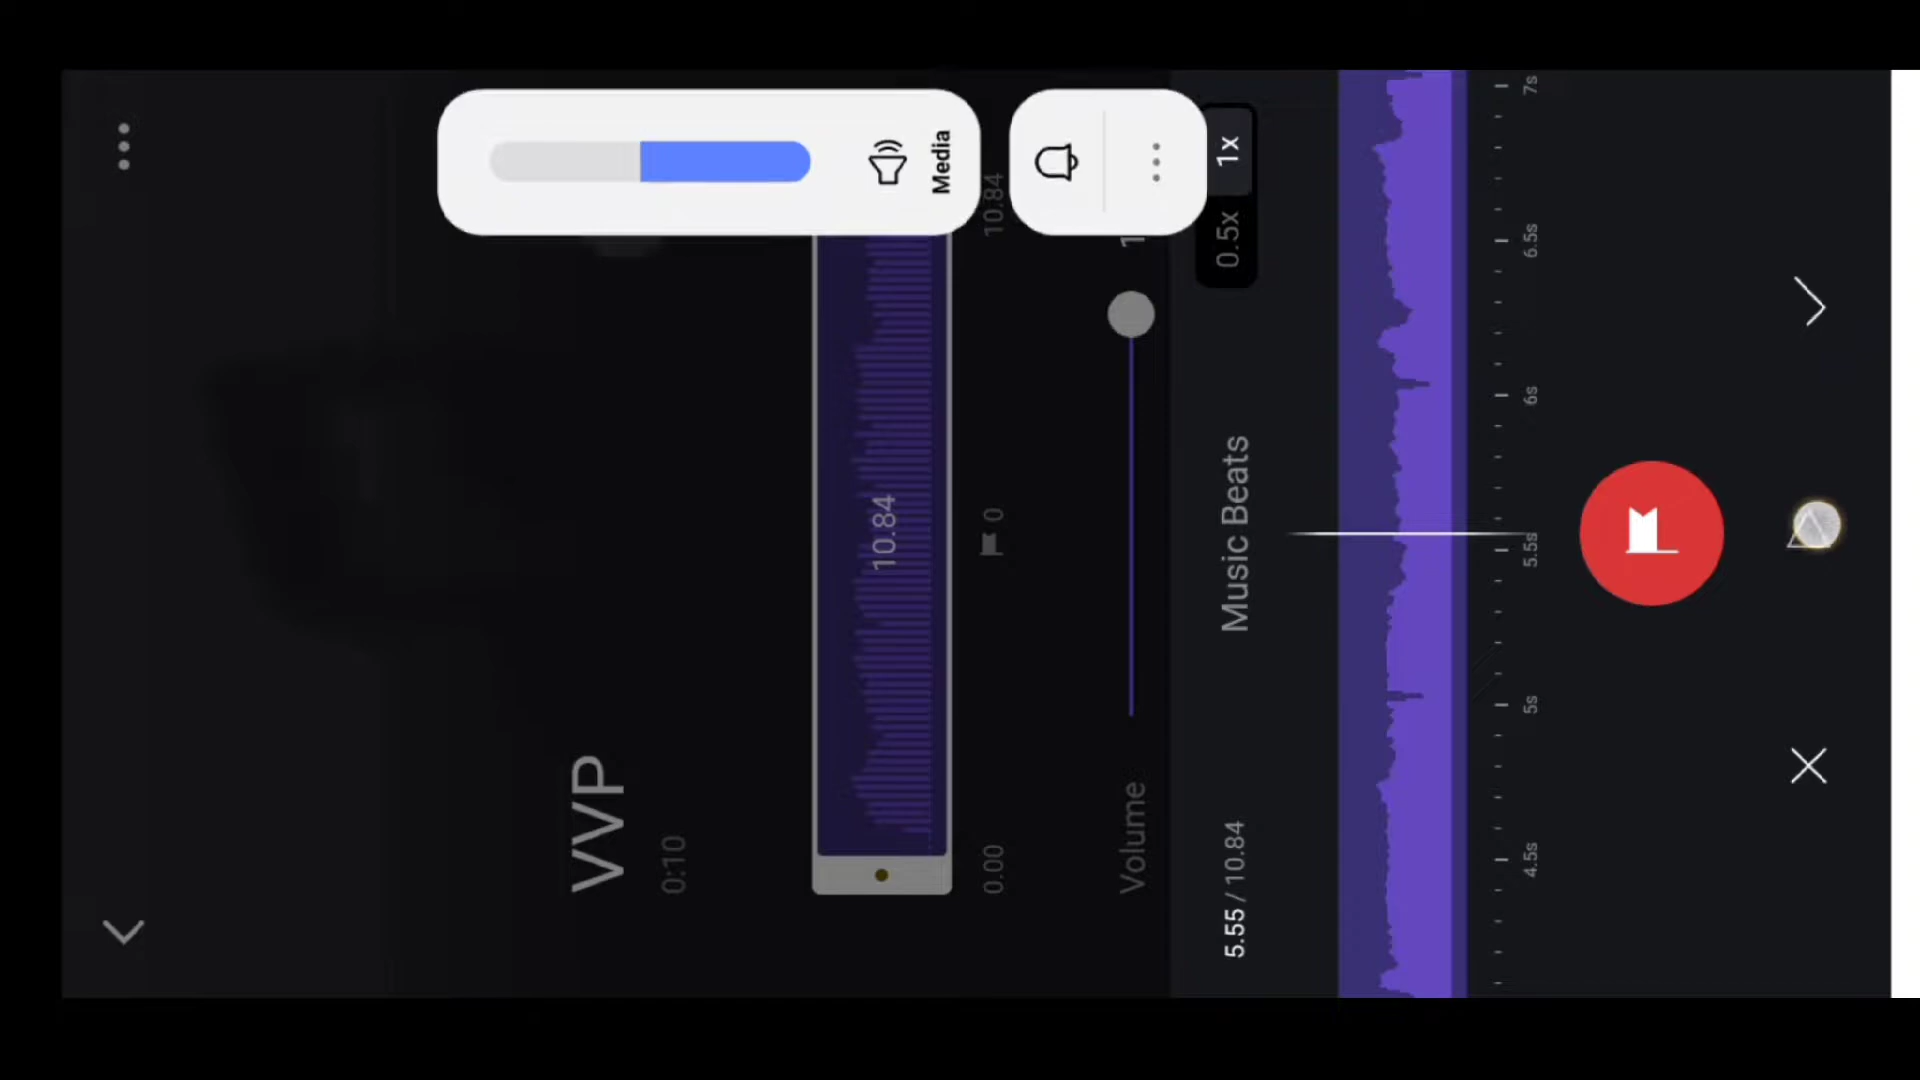 VVP
0:10
Media
10.84
0.00
0
10.84
Volume
1
5.55 / 10.84
Music Beats
0.5x
1x
4.5s
5s
5.5s
6s
6.5s
7s